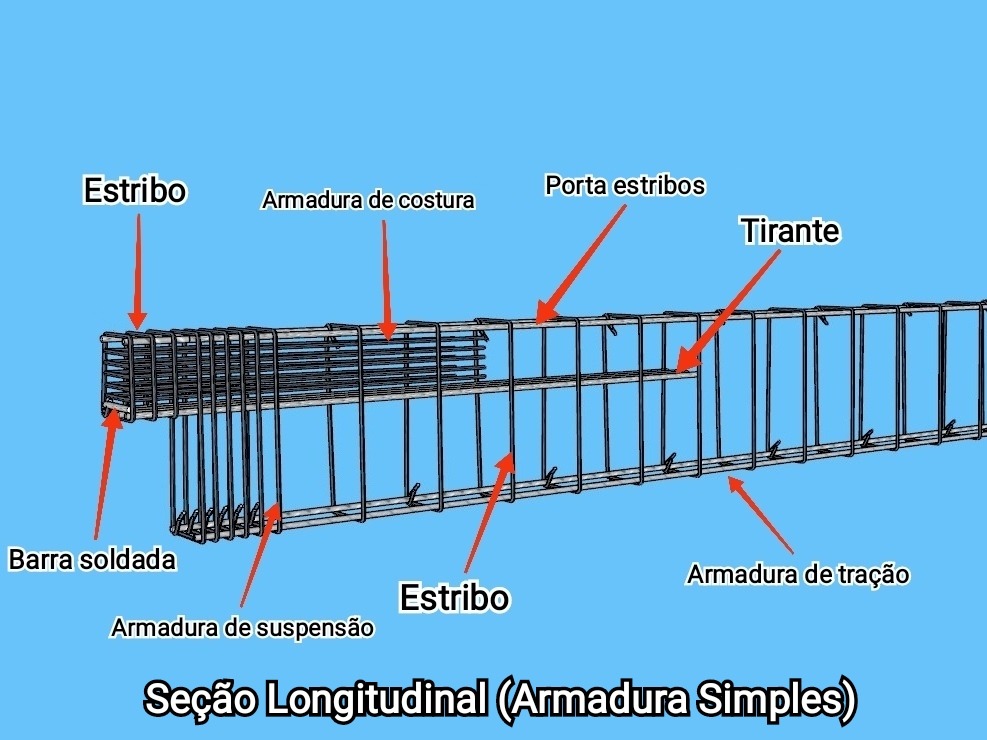 Estribo
Armadura de costura
Porta estribos
Tirante
Barra soldada
Armadura de suspensão
Estribo
Armadura de tração
Seção Longitudinal (Armadura Simples)